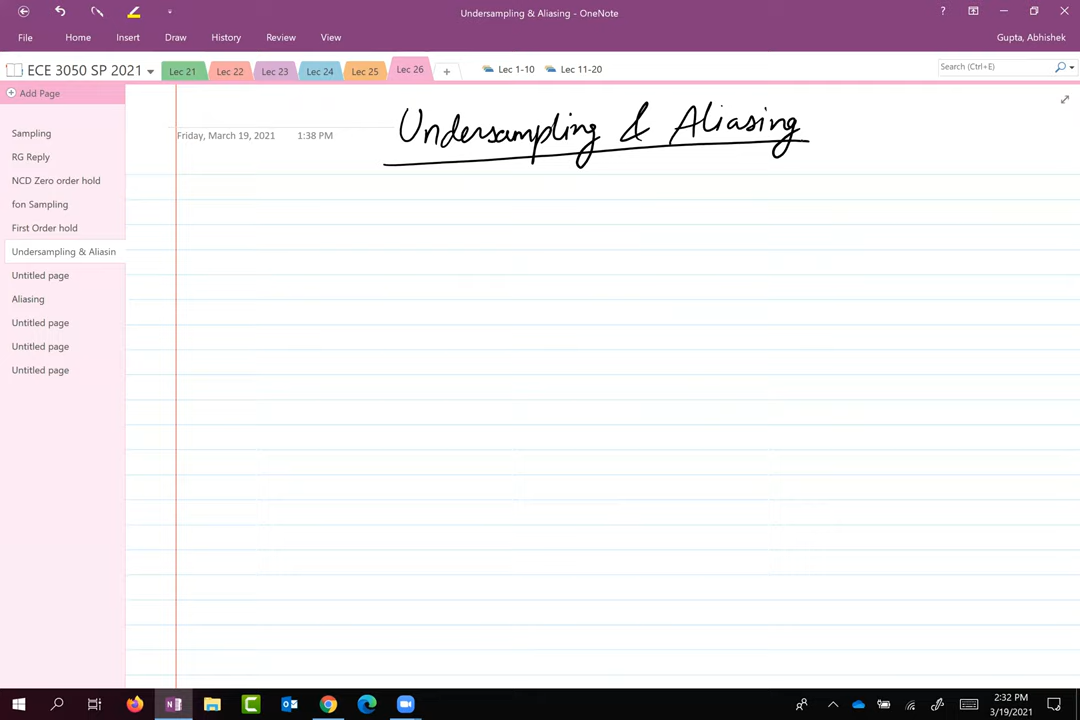 Undersampling & Aliasing - OneNote
?
File Home Insert Draw History Review View
Gupta, Abhishek
ECE 3050 SP 2021
Lec 21 Lec 22 Lec 23 Lec 24 Lec 25 Lec 26 + Lec 1-10 Lec 11-20
Search (Ctrl+E)
Add Page
Sampling
RG Reply
NCD Zero order hold
fon Sampling
First Order hold
Undersampling & Aliasin
Untitled page
Aliasing
Untitled page
Untitled page
Untitled page
Friday, March 19, 2021 1:38 PM
Undersampling & Aliasing
2:32 PM
3/19/2021